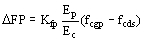 ΔFP = K_fp E_p/E_c (f_cgp − f_cds)